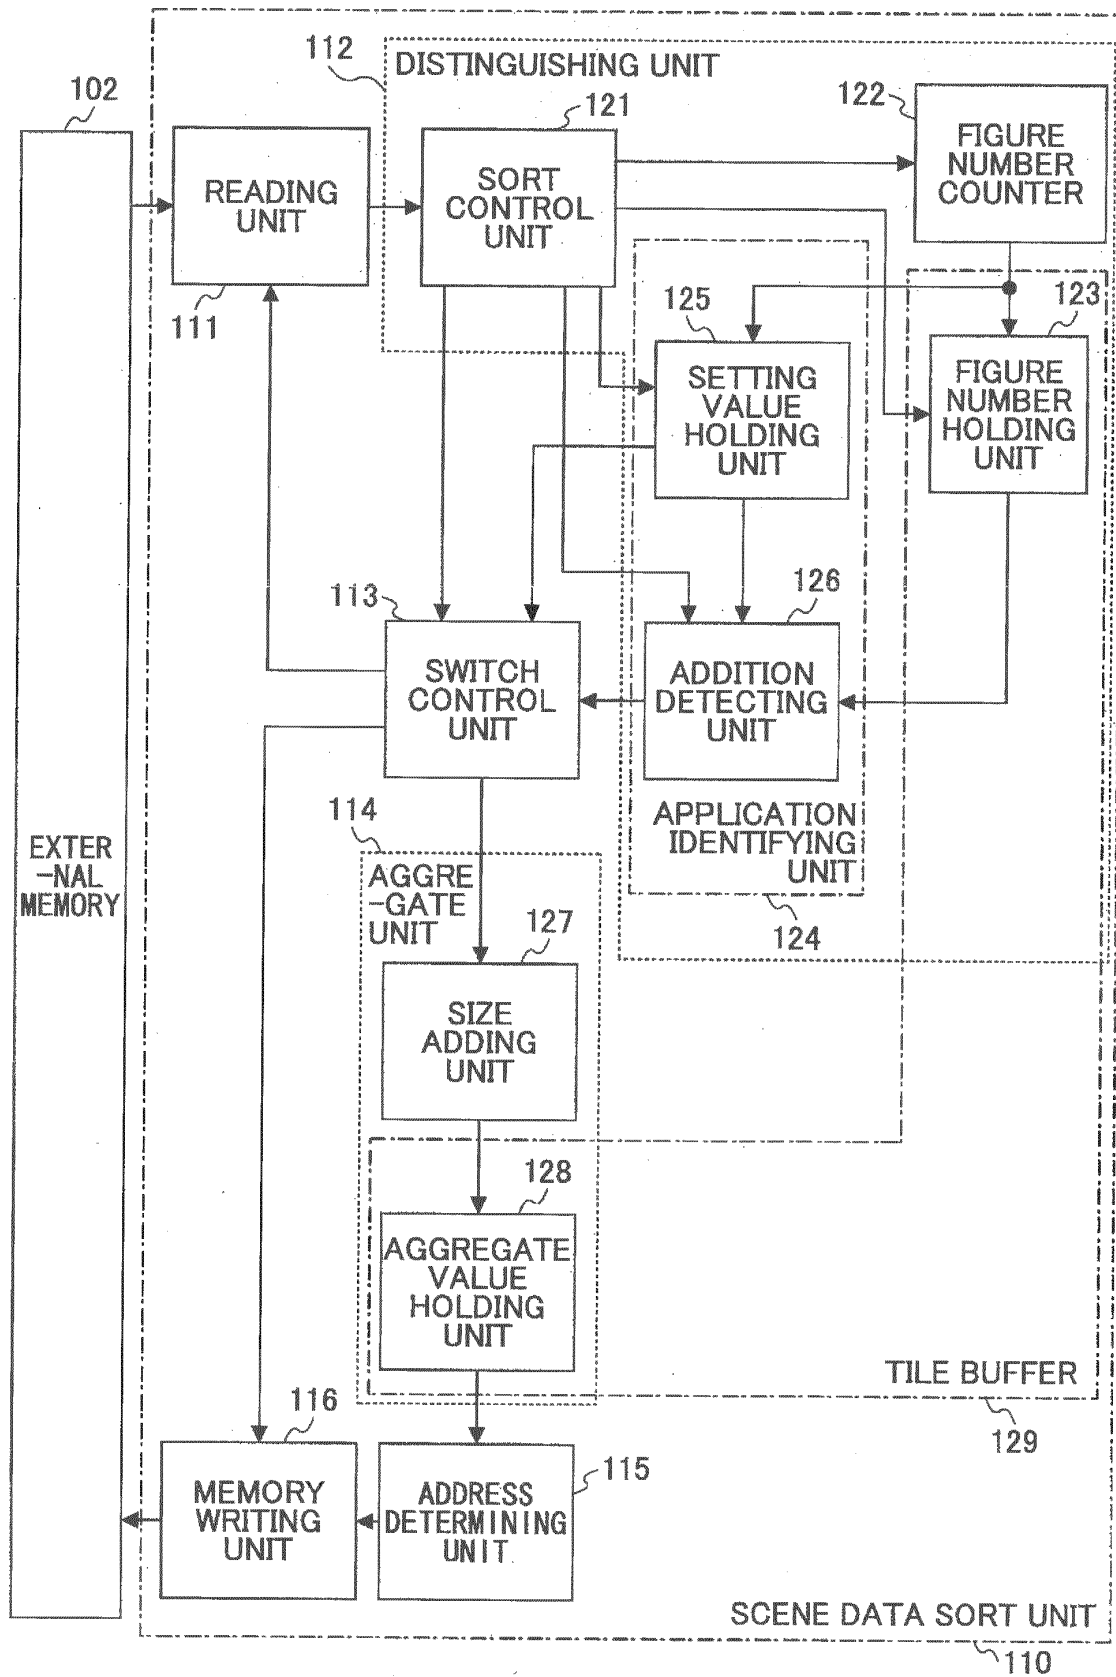 112
DISTINGUISHING UNIT
102
121
122
READING
UNIT
111
SORT
CONTROL
UNIT
FIGURE
NUMBER
COUNTER
125
123
SETTING
VALUE
HOLDING
UNIT
FIGURE
NUMBER
HOLDING
UNIT
113
126
SWITCH
CONTROL
UNIT
ADDITION
DETECTING
UNIT
114
APPLICATION
IDENTIFYING
UNIT
124
EXTER
-NAL
MEMORY
AGGRE
-GATE
UNIT
127
SIZE
ADDING
UNIT
128
AGGREGATE
VALUE
HOLDING
UNIT
TILE BUFFER
129
116
115
MEMORY
WRITING
UNIT
ADDRESS
DETERMINING
UNIT
SCENE DATA SORT UNIT
110